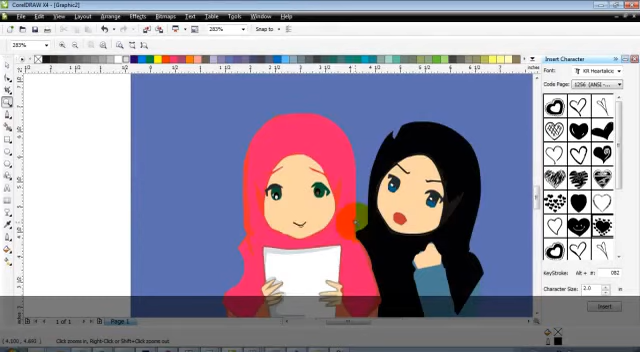 CorelDRAW X4 - [Graphic2]
File Edit View Layout Arrange Effects Bitmaps Text Table Tools Window Help
283% Snap to
283%
Insert Character
Font: KR Heartalicio
Code Page: 1256 (ANSI -
KeyStroke: Alt + #: 082
Character Size: 2.0 in
Insert
1 of 1 Page 1
Click zooms in, Right-Click or Shift+Click zooms out